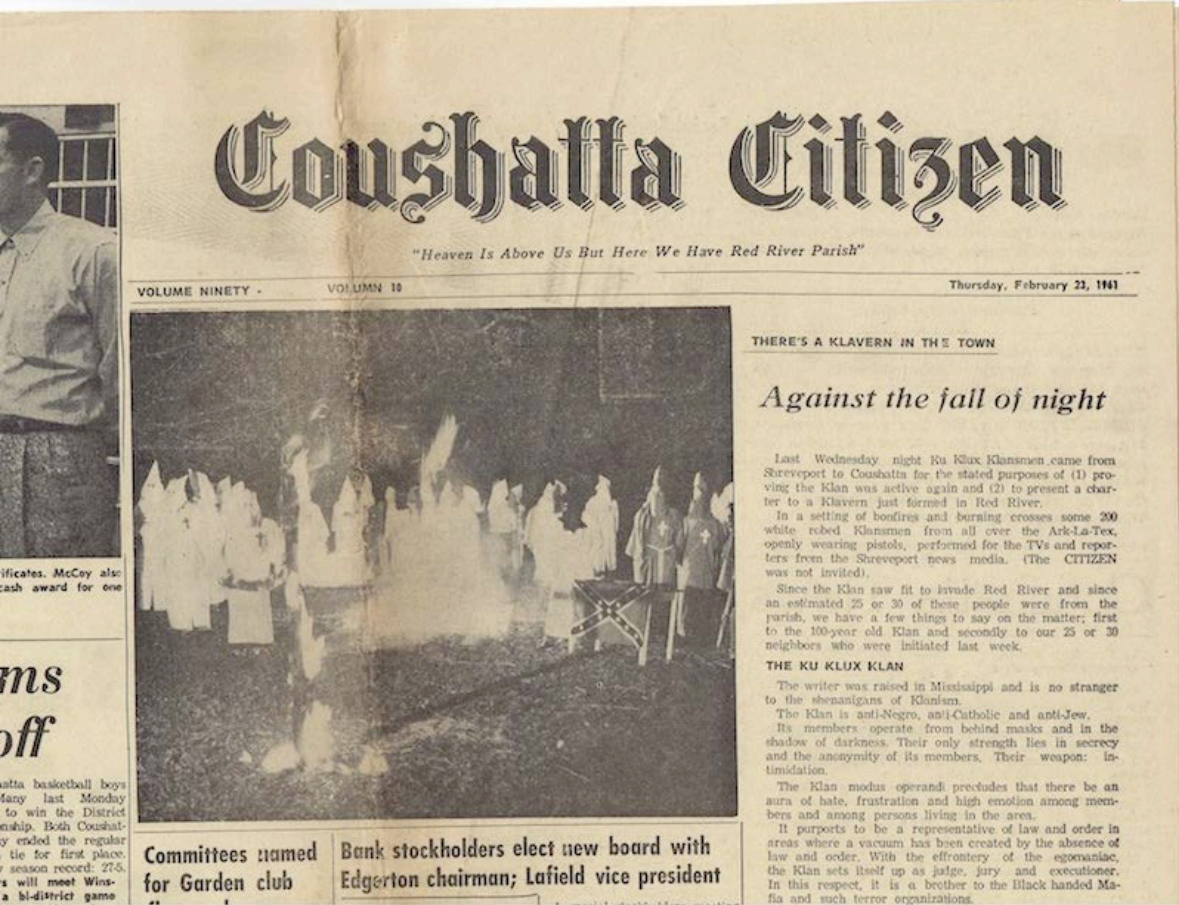 Coushatta Citizen
"Heaven Is Above Us But Here We Have Red River Parish"
VOLUME NINETY -
VOLUMN 10
Thursday, February 23, 1961
ificates. McCoy also
cash award for one
ms
off
atta basketball boys
Many last Monday
to win the District
onship. Both Coushat-
y ended the regular
tie for first place.
season record: 27-5.
s will meet Wins-
a bi-district game
Committees named
for Garden club
Bank stockholders elect new board with
Edgerton chairman; Lafield vice president
THERE'S A KLAVERN IN THE TOWN
Against the fall of night
Last Wednesday night Ku Klux Klansmen came from
Shreveport to Coushatta for the stated purposes of (1) pro-
ving the Klan was active again and (2) to present a char-
ter to a Klavern just formed in Red River.
In a setting of bonfires and burning crosses some 200
white robed Klansmen from all over the Ark-La-Tex,
openly wearing pistols, performed for the TVs and repor-
ters from the Shreveport news media. (The CITIZEN
was not invited).
Since the Klan saw fit to invade Red River and since
an estimated 25 or 30 of these people were from the
parish, we have a few things to say on the matter; first
to the 100-year old Klan and secondly to our 25 or 30
neighbors who were initiated last week.
THE KU KLUX KLAN
The writer was raised in Mississippi and is no stranger
to the shenanigans of Klanism.
The Klan is anti-Negro, anti-Catholic and anti-Jew.
Its members operate from behind masks and in the
shadow of darkness. Their only strength lies in secrecy
and the anonymity of its members. Their weapon: in-
timidation.
The Klan modus operandi precludes that there be an
aura of hate, frustration and high emotion among mem-
bers and among persons living in the area.
It purports to be a representative of law and order in
areas where a vacuum has been created by the absence of
law and order. With the effrontery of the egomaniac,
the Klan sets itself up as judge, jury and executioner.
In this respect, it is a brother to the Black handed Ma-
fia and such terror organizations.